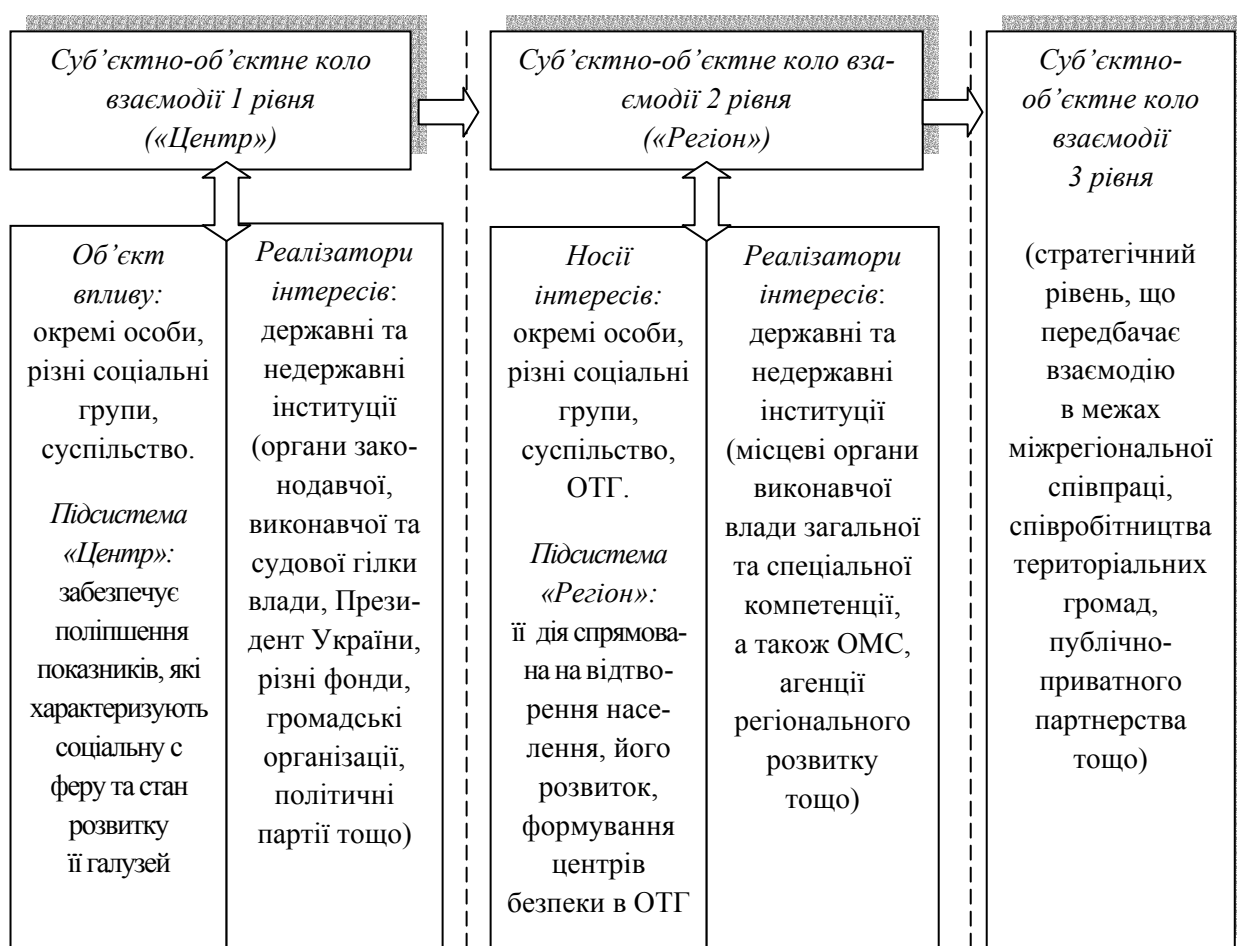 Суб’єктно-об’єктне коло
взаємодії 1 рівня
(«Центр»)
Об’єкт
впливу:
окремі особи,
різні соціальні
групи,
суспільство.
Підсистема
«Центр»:
забезпечує
поліпшення
показників, які
характеризують
соціальну с
феру та стан
розвитку
її галузей
Реалізатори
інтересів:
державні та
недержавні
інституції
(органи зако-
нодавчої,
виконавчої та
судової гілки
влади, Прези-
дент України,
різні фонди,
громадські
організації,
політичні
партії тощо)
Суб’єктно-об’єктне коло вза-
ємодії 2 рівня
(«Регіон»)
Носії
інтересів:
окремі особи,
різні соціальні
групи,
суспільство,
ОТГ.
Підсистема
«Регіон»:
її дія спрямова-
на на відтво-
рення насе-
лення, його
розвиток,
формування
центрів
безпеки в ОТГ
Реалізатори
інтересів:
державні та
недержавні
інституції
(місцеві органи
виконавчої
влади загальної
та спеціальної
компетенції,
а також ОМС,
агенції
регіонального
розвитку
тощо)
Суб’єктно-
об’єктне коло
взаємодії
3 рівня
(стратегічний
рівень, що
передбачає
взаємодію
в межах
міжрегіональної
співпраці,
співробітництва
територіальних
громад,
публічно-
приватного
партнерства
тощо)